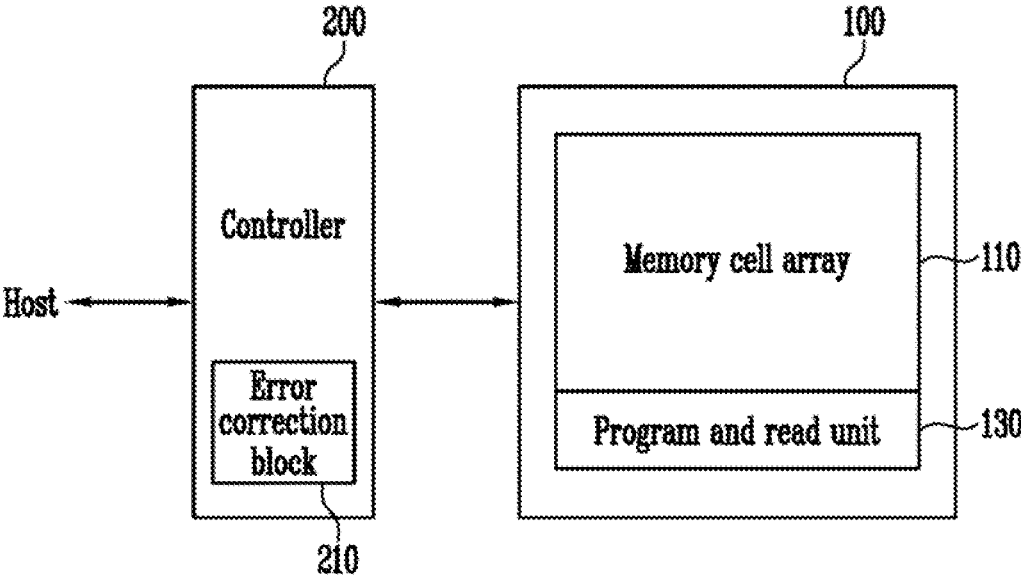 200
100
Controller
Memory cell array
110
Host
Error
correction
block
Program and read unit
130
210